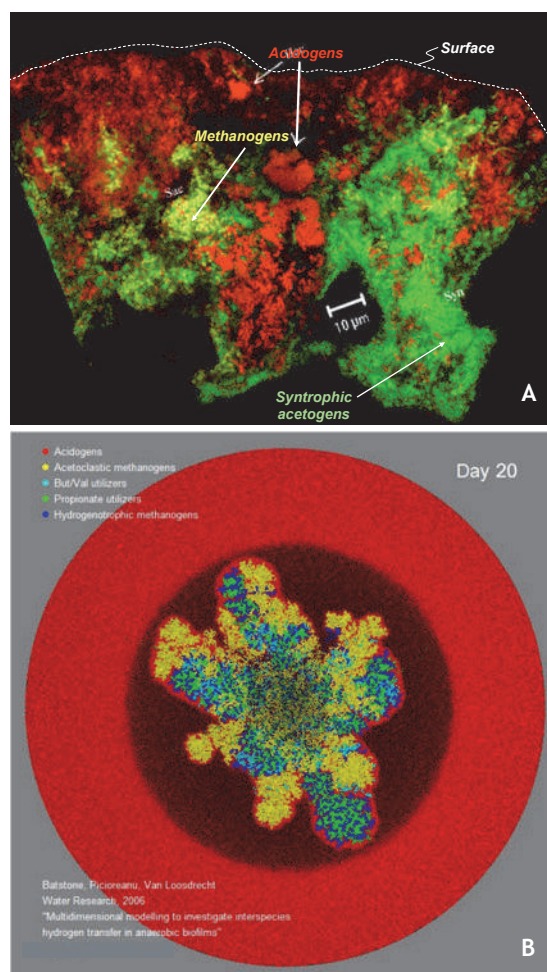 Acidogens
Surface
Methanogens
Sac
10 µm
Syn
Syntrophic
acetogens
A
Acidogens
Acetoclastic methanogens
But/Val utilizers
Propionate utilizers
Hydrogenotrophic methanogens
Day 20
Batstone, Picioreanu, Van Loosdrecht
Water Research, 2006
"Multidimensional modelling to investigate interspecies
hydrogen transfer in anaerobic biofilms"
B